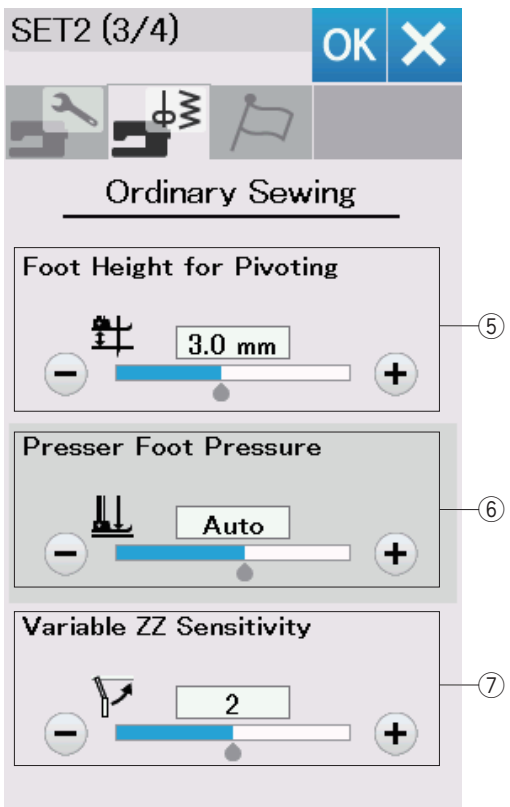 SET2 (3/4)
OK
Ordinary Sewing
Foot Height for Pivoting
3.0 mm
− +
⑤
Presser Foot Pressure
Auto
− +
⑥
Variable ZZ Sensitivity
2
− +
⑦